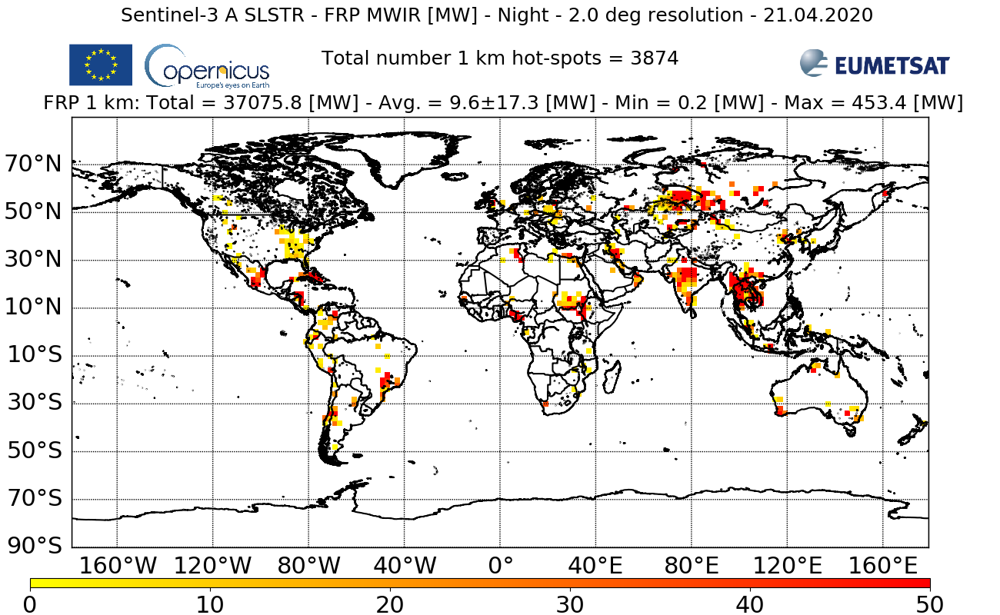 Sentinel-3 A SLSTR - FRP MWIR [MW] - Night - 2.0 deg resolution - 21.04.2020
opernicus
Europe's eyes on Earth
Total number 1 km hot-spots = 3874
EUMETSAT
FRP 1 km: Total = 37075.8 [MW] - Avg. = 9.6±17.3 [MW] - Min = 0.2 [MW] - Max = 453.4 [MW]
70°N
50°N
30°N
10°N
10°S
30°S
50°S
70°S
90°S
160°W 120°W 80°W 40°W 0° 40°E 80°E 120°E 160°E
0 10 20 30 40 50